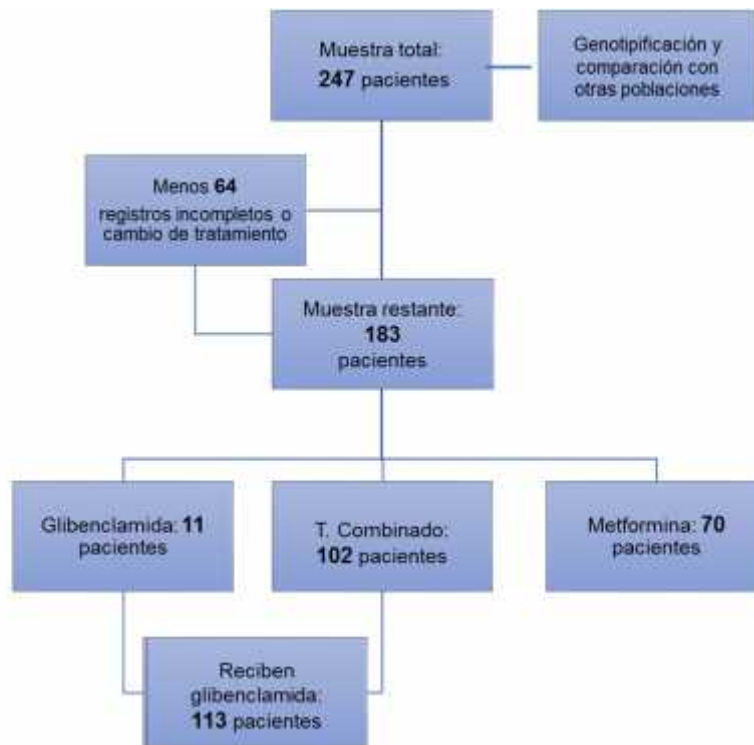 Muestra total:
247 pacientes
Genotipificación y
comparación con
otras poblaciones
Menos 64
registros incompletos o
cambio de tratamiento
Muestra restante:
183
pacientes
Glibenclamida: 11
pacientes
T. Combinado:
102 pacientes
Metformina: 70
pacientes
Reciben
glibenclamida:
113 pacientes